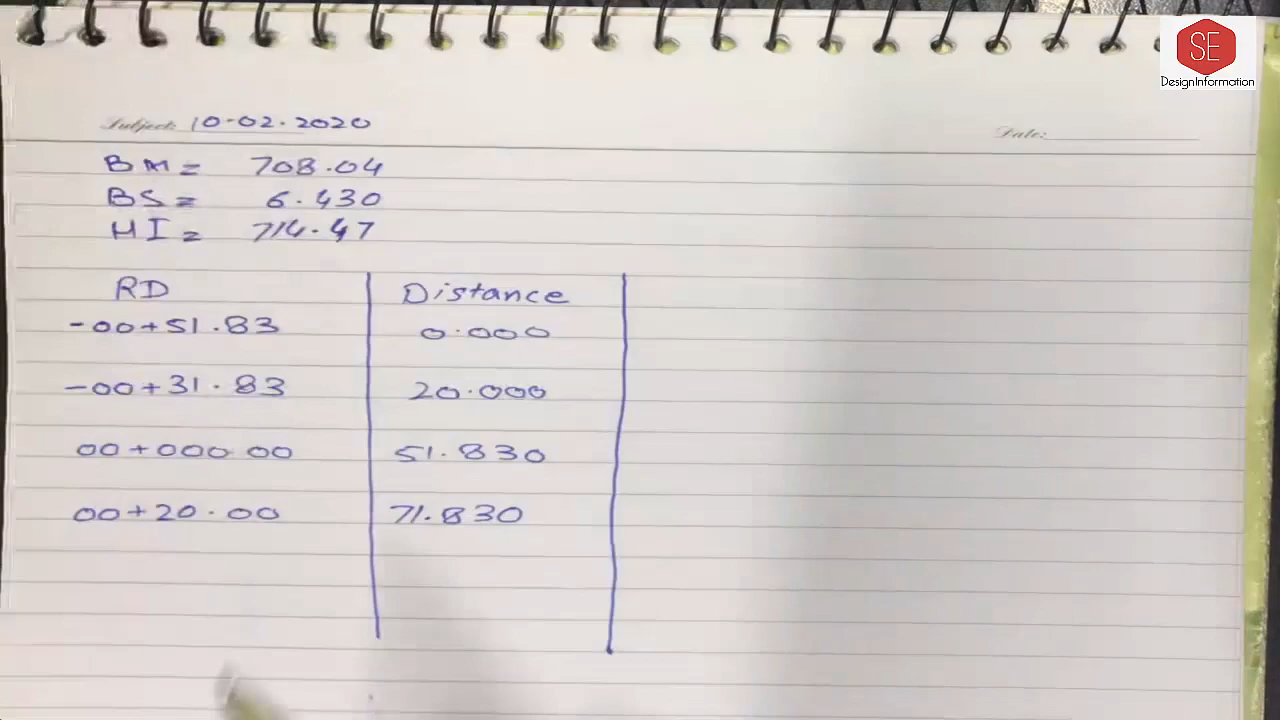 SE
DesignInformation
Subject: 10-02.2020
Date:
BM = 708.04
BS = 6.430
HI = 714.47
RD Distance
-00+51.83 0.000
-00+31.83 20.000
00+000.00 51.830
00+20.00 71.830